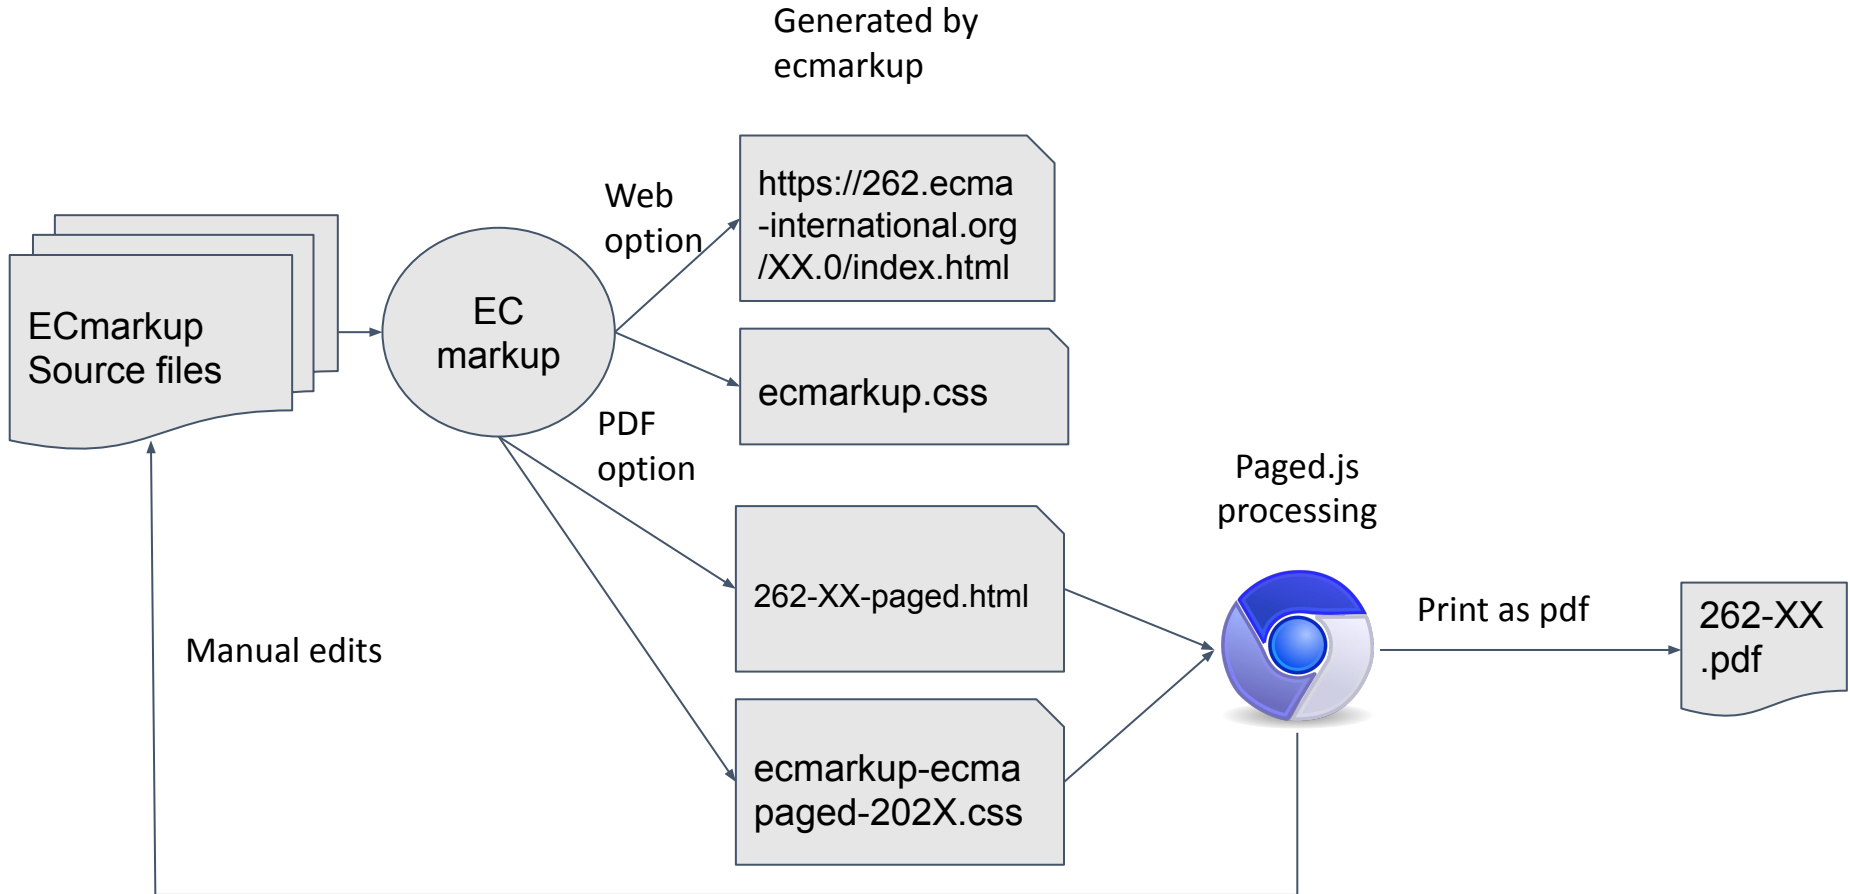 Generated by
ecmarkup
Web
option
https://262.ecma
-international.org
/XX.0/index.html
ECmarkup
Source files
EC
markup
ecmarkup.css
PDF
option
Paged.js
processing
262-XX-paged.html
Print as pdf
262-XX
.pdf
Manual edits
ecmarkup-ecma
paged-202X.css